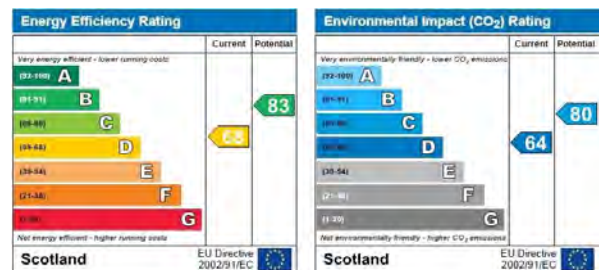 Energy Efficiency Rating
Current Potential
Very energy efficient - lower running costs
(92-100) A
(81-91) B
(69-80) C
(55-68) D
(39-54) E
(21-38) F
(1-20) G
68
83
Not energy efficient - higher running costs
Scotland
EU Directive
2002/91/EC
Environmental Impact (CO₂) Rating
Current Potential
Very environmentally friendly - lower CO₂ emissions
(92-100) A
(81-91) B
(69-80) C
(55-68) D
(39-54) E
(21-38) F
(1-20) G
64
80
Not environmentally friendly - higher CO₂ emissions
Scotland
EU Directive
2002/91/EC